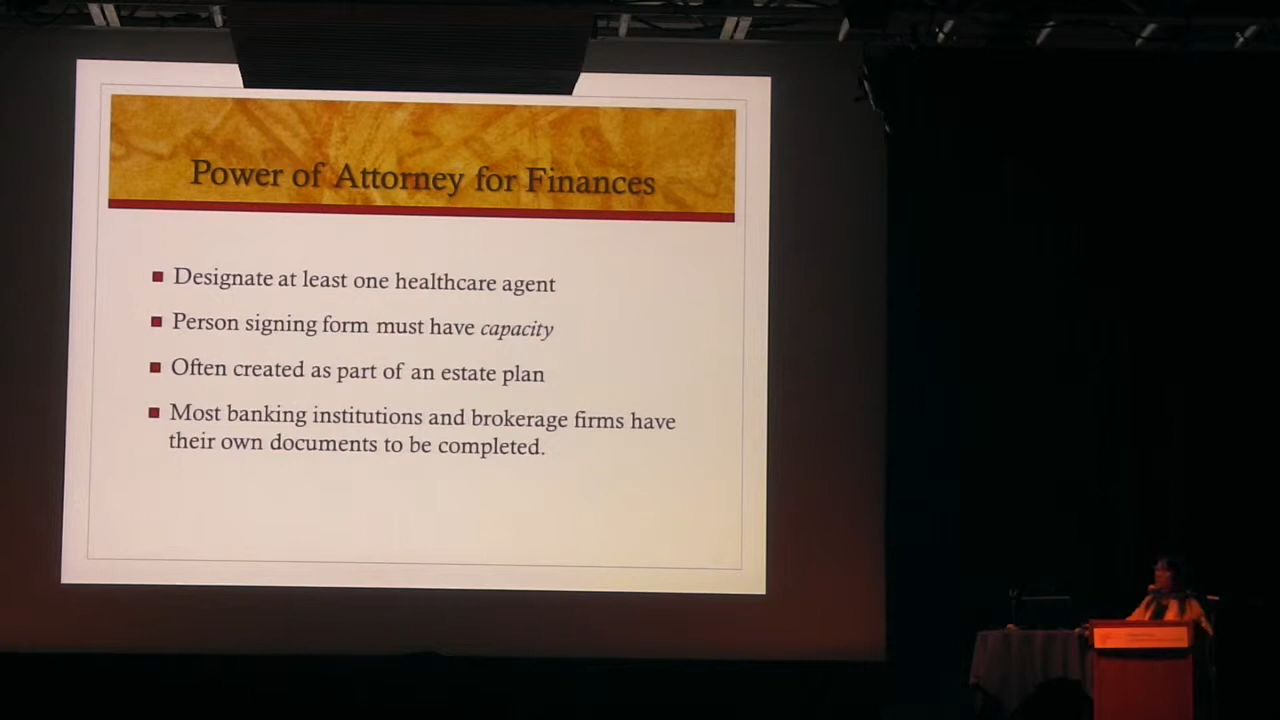 Power of Attorney for Finances
Designate at least one healthcare agent
Person signing form must have capacity
Often created as part of an estate plan
Most banking institutions and brokerage firms have
their own documents to be completed.